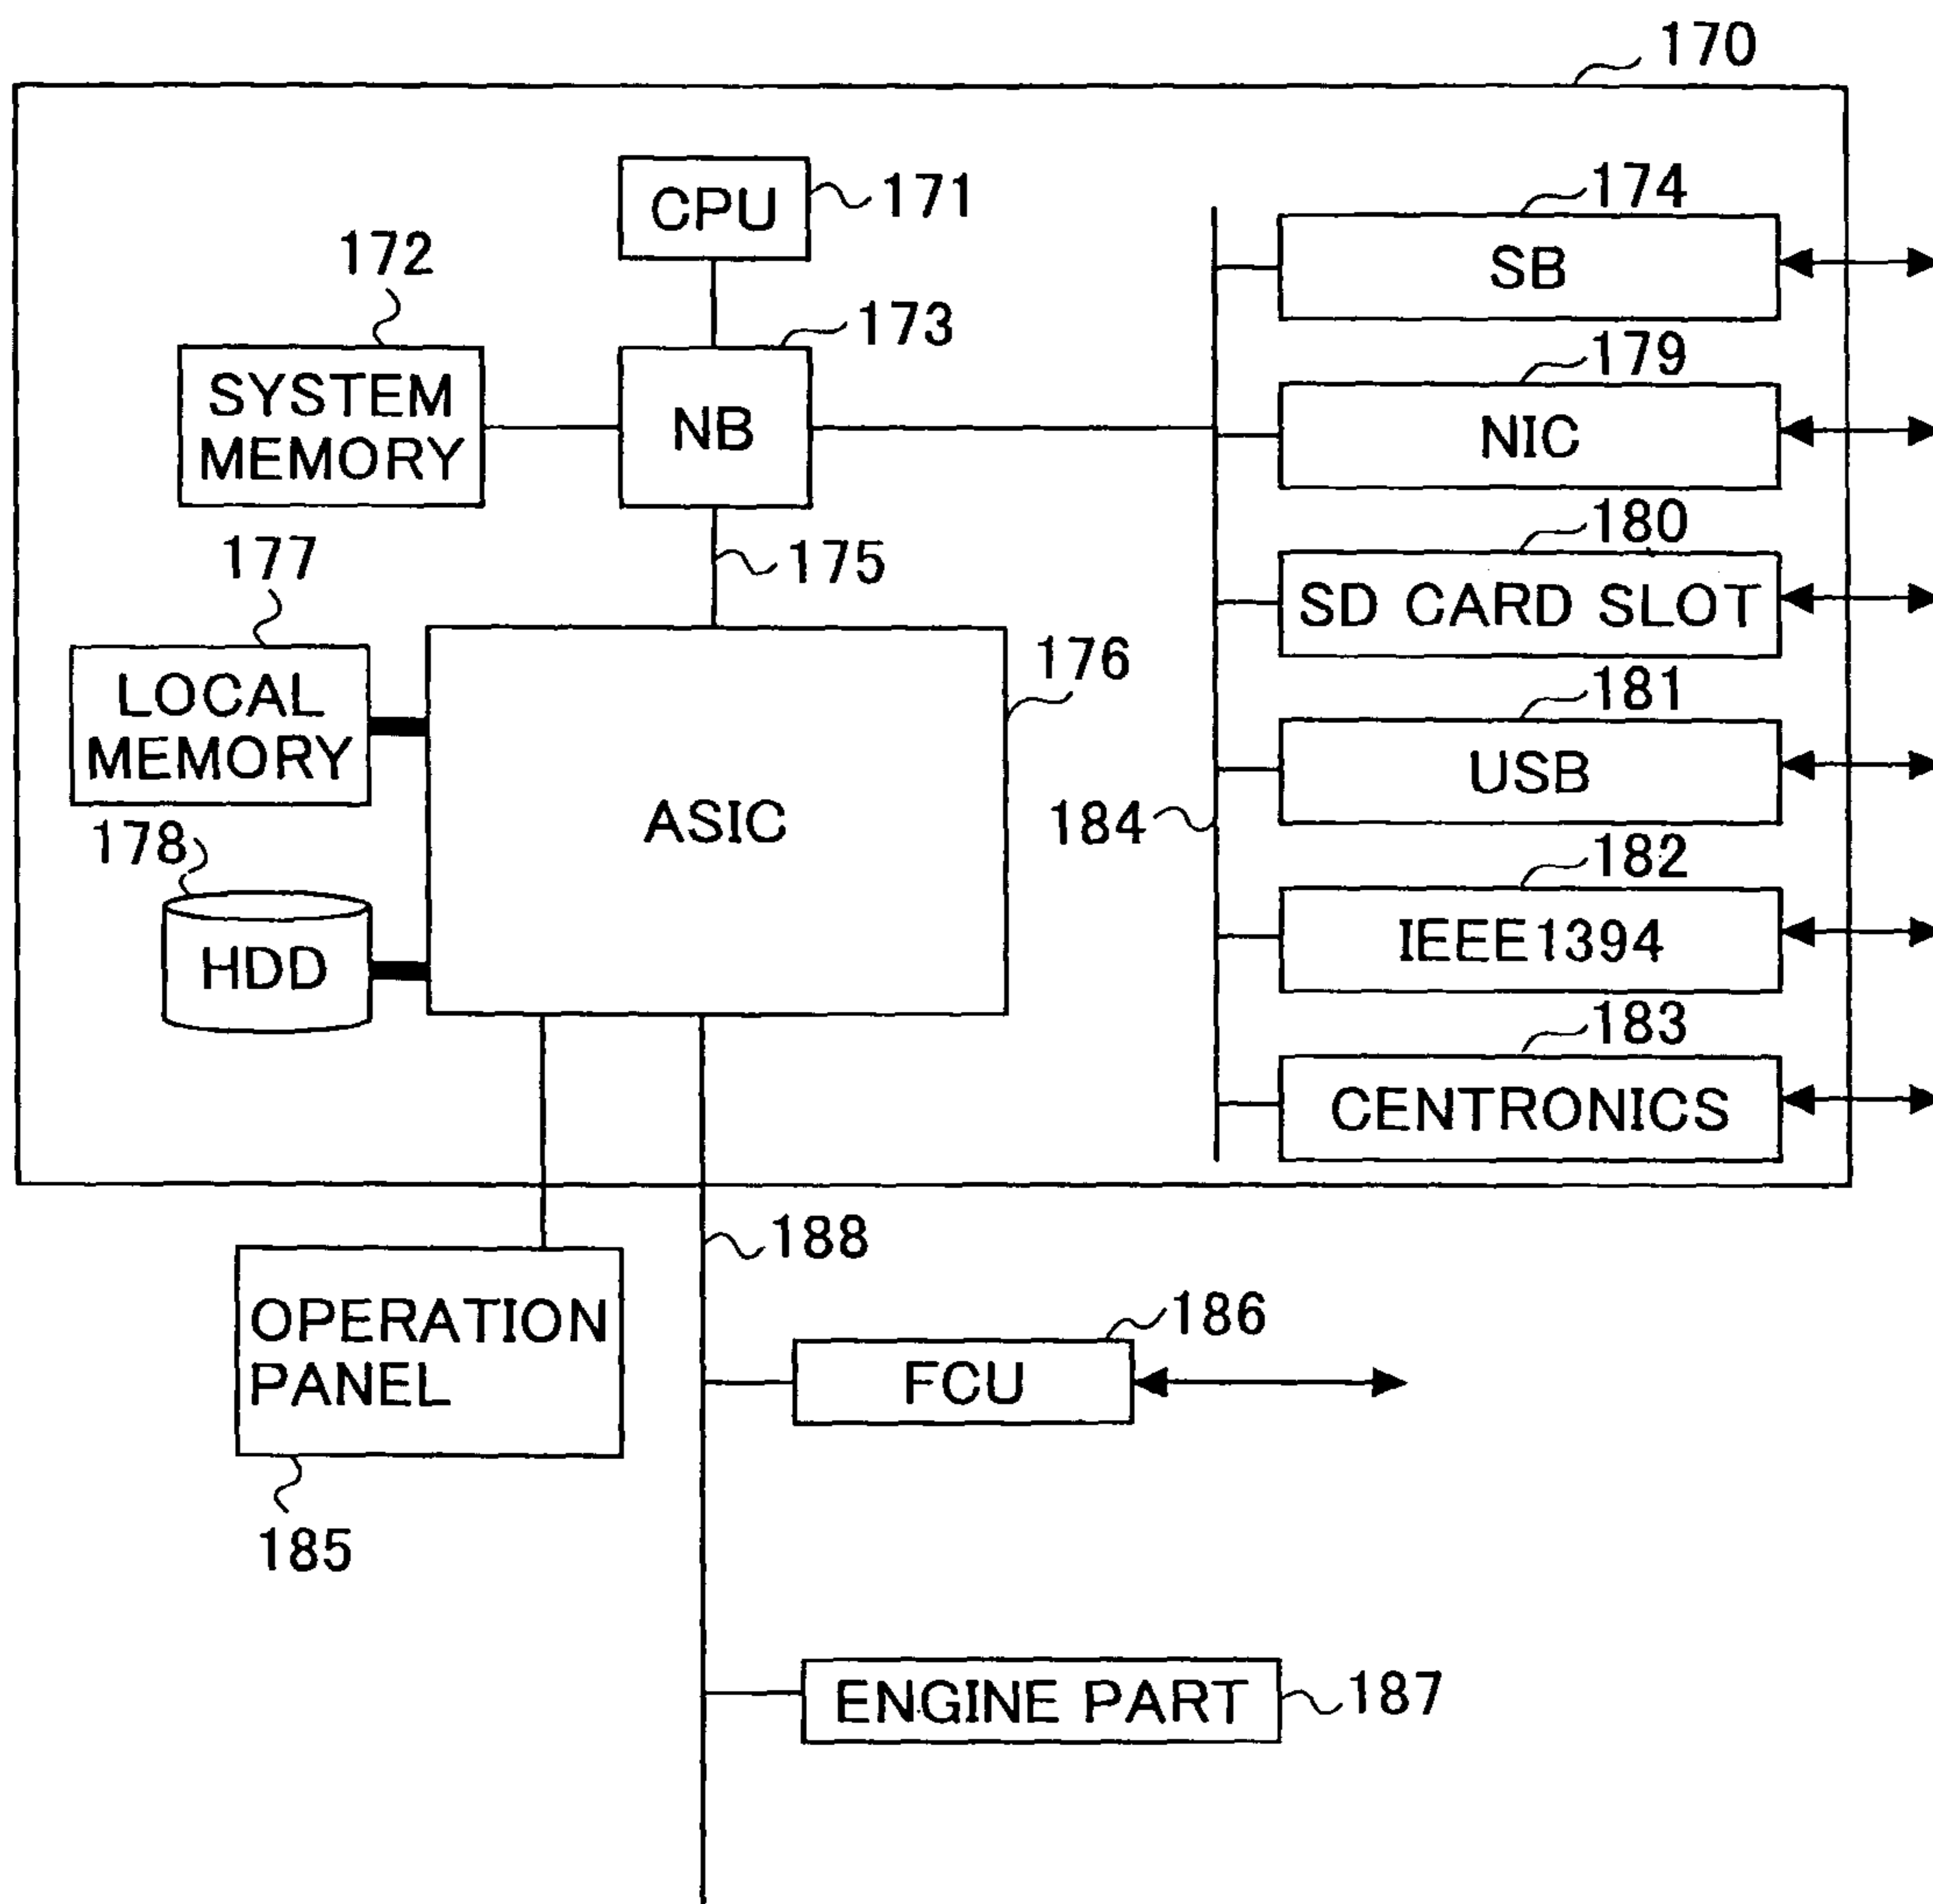 170
CPU
171
174
SB
172
SYSTEM
MEMORY
173
NB
179
NIC
175
180
SD CARD SLOT
177
LOCAL
MEMORY
176
ASIC
181
USB
184
178
HDD
182
IEEE1394
183
CENTRONICS
188
OPERATION
PANEL
185
186
FCU
ENGINE PART
187